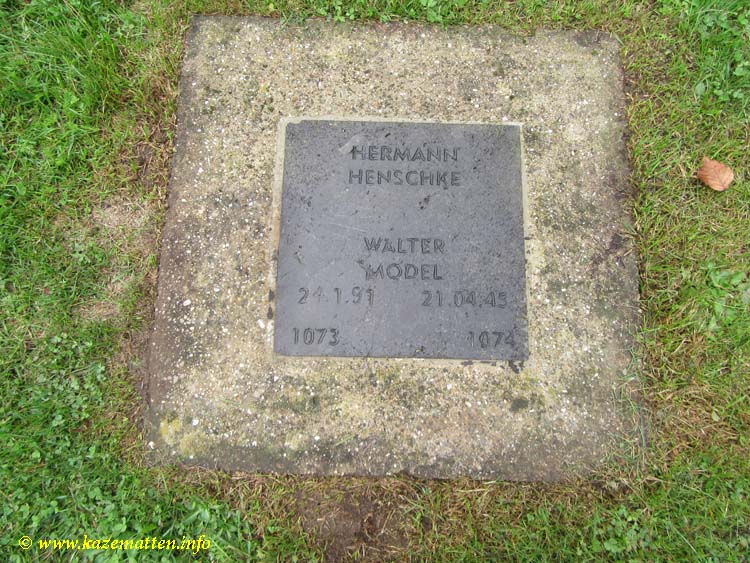 HERMANN
HENSCHKE
WALTER
MODEL
24.1.91 21.04.45
1073 1074
© www.kazematten.info